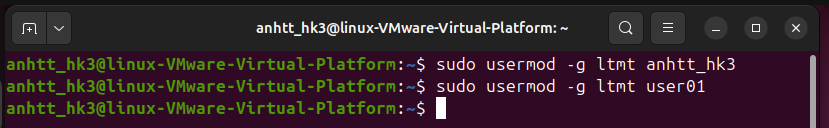 anhtt_hk3@linux-VMware-Virtual-Platform: ~
anhtt_hk3@linux-VMware-Virtual-Platform:~$ sudo usermod -g ltmt anhtt_hk3
anhtt_hk3@linux-VMware-Virtual-Platform:~$ sudo usermod -g ltmt user01
anhtt_hk3@linux-VMware-Virtual-Platform:~$